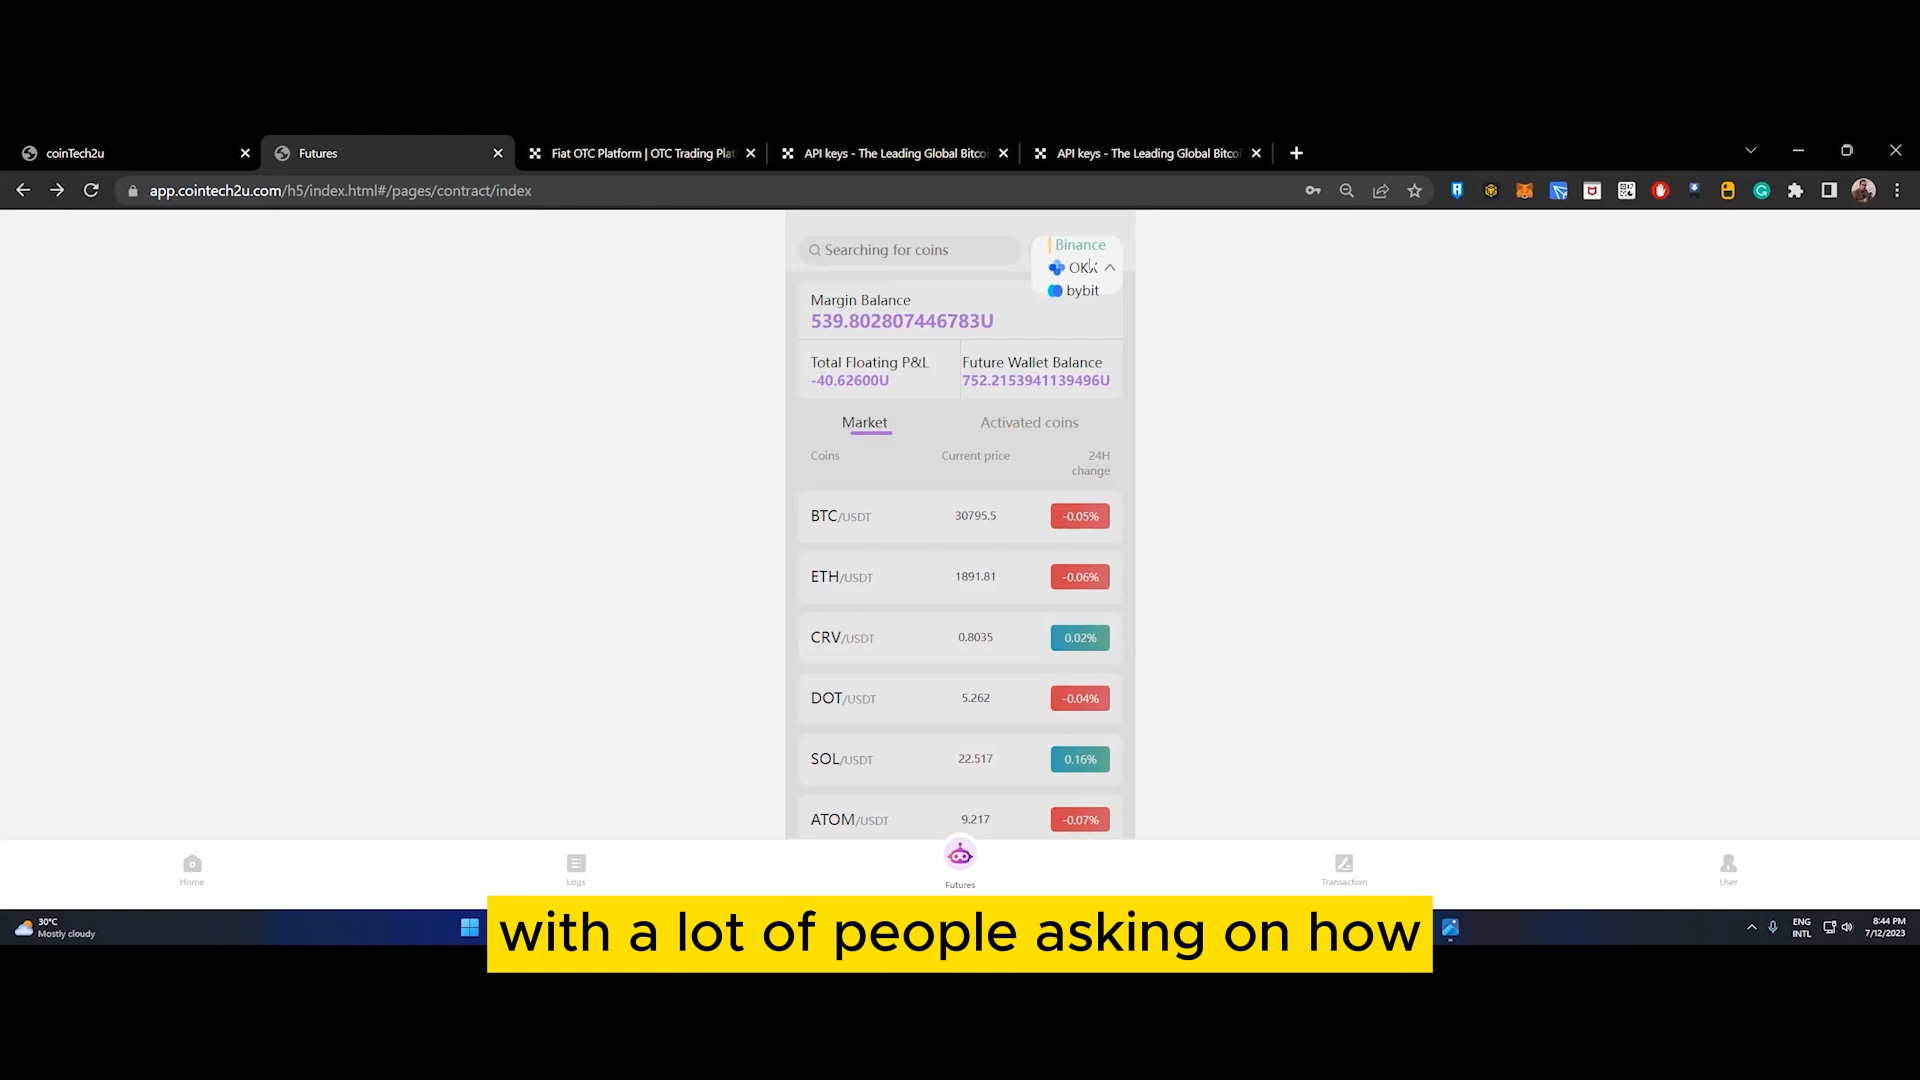 coinTech2u
Futures
Fiat OTC Platform | OTC Trading Plat
API keys - The Leading Global Bitco
API keys - The Leading Global Bitco
app.cointech2u.com/h5/index.html#/pages/contract/index
Searching for coins
Binance
OKX
bybit
Margin Balance
539.802807446783U
Total Floating P&L
Future Wallet Balance
-40.62600U
752.2153941139496U
Market
Activated coins
Coins
Current price
24H
change
BTC/USDT 30795.5 -0.05%
ETH/USDT 1891.81 -0.06%
CRV/USDT 0.8035 0.02%
DOT/USDT 5.262 -0.04%
SOL/USDT 22.517 0.16%
ATOM/USDT 9.217 -0.07%
Home
Logs
Futures
Transaction
User
30°C
Mostly cloudy
with a lot of people asking on how
ENG
INTL
8:44 PM
7/12/2023